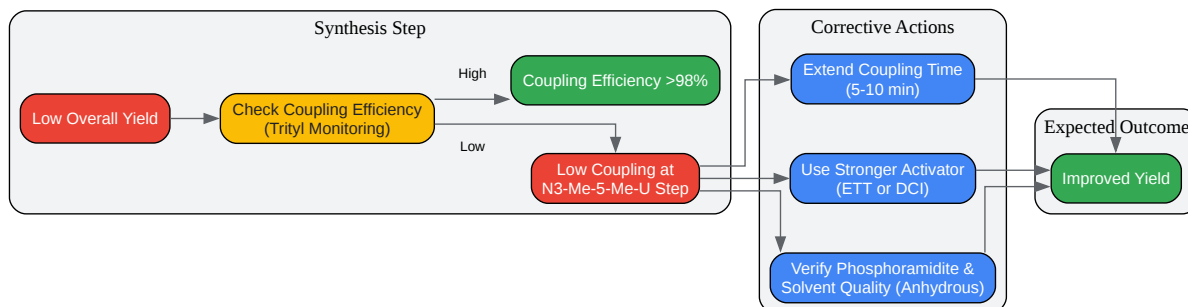 Synthesis Step
Low Overall Yield
Check Coupling Efficiency
(Trityl Monitoring)
High
Low
Coupling Efficiency >98%
Low Coupling at
N3-Me-5-Me-U Step
Corrective Actions
Extend Coupling Time
(5-10 min)
Use Stronger Activator
(ETT or DCI)
Verify Phosphoramidite &
Solvent Quality (Anhydrous)
Expected Outcome
Improved Yield